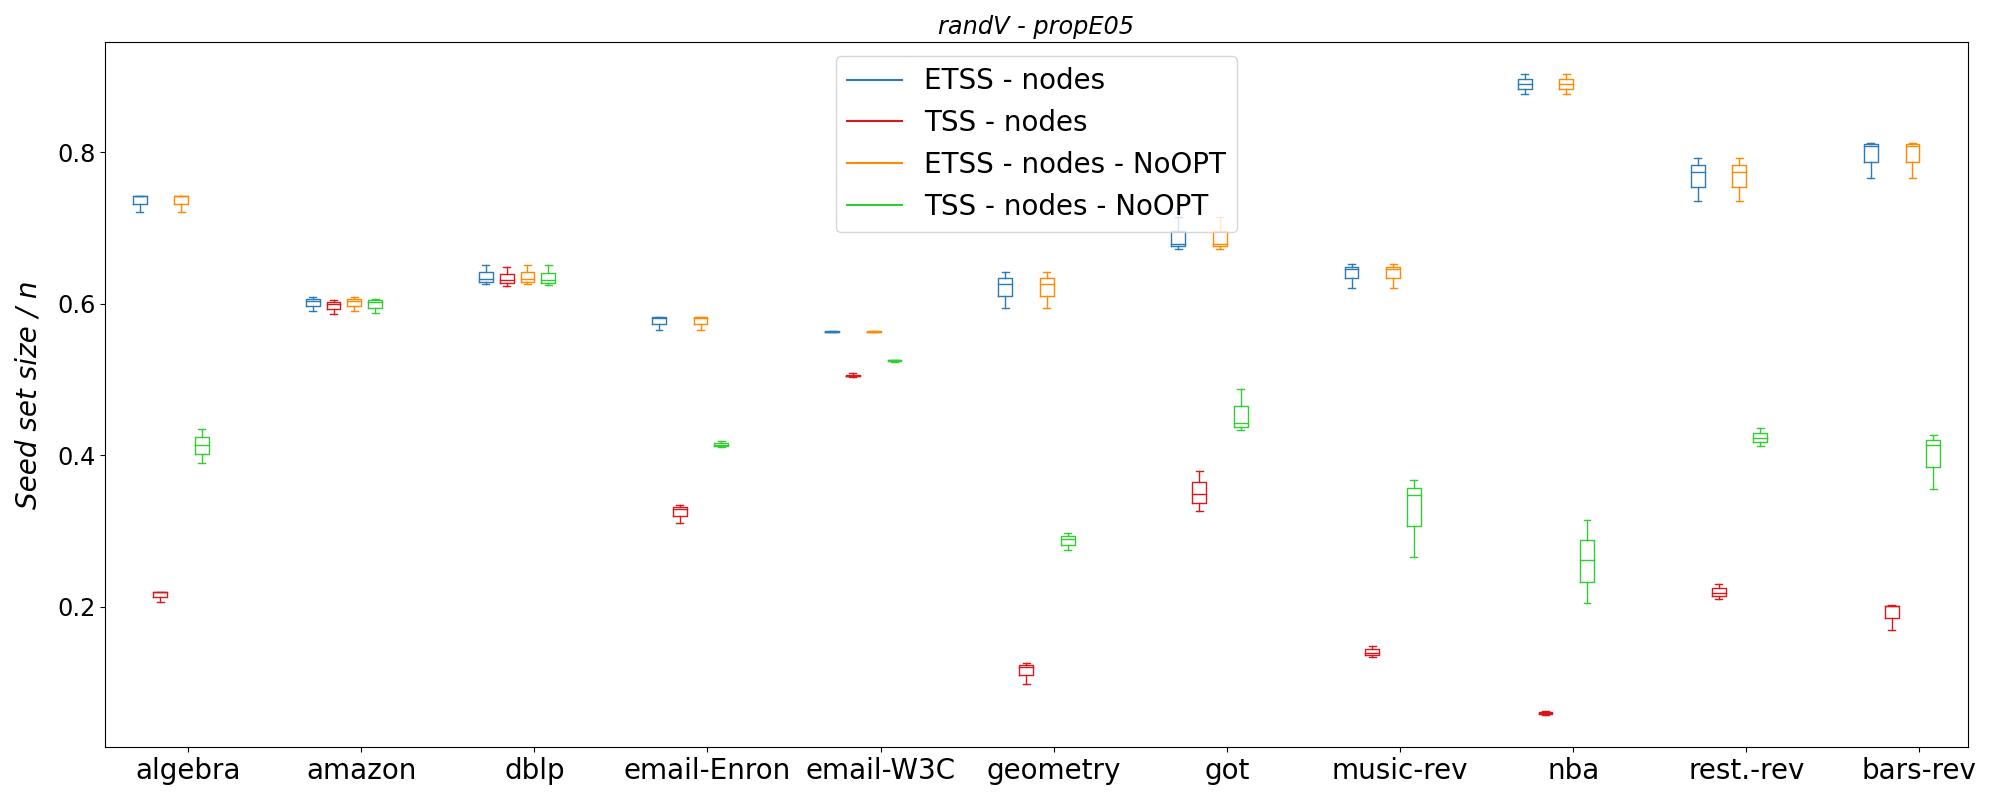 randV - propE05
ETSS - nodes
TSS - nodes
ETSS - nodes - NoOPT
TSS - nodes - NoOPT
Seed set size / n
0.8
0.6
0.4
0.2
algebra amazon dblp email-Enron email-W3C geometry got music-rev nba rest.-rev bars-rev